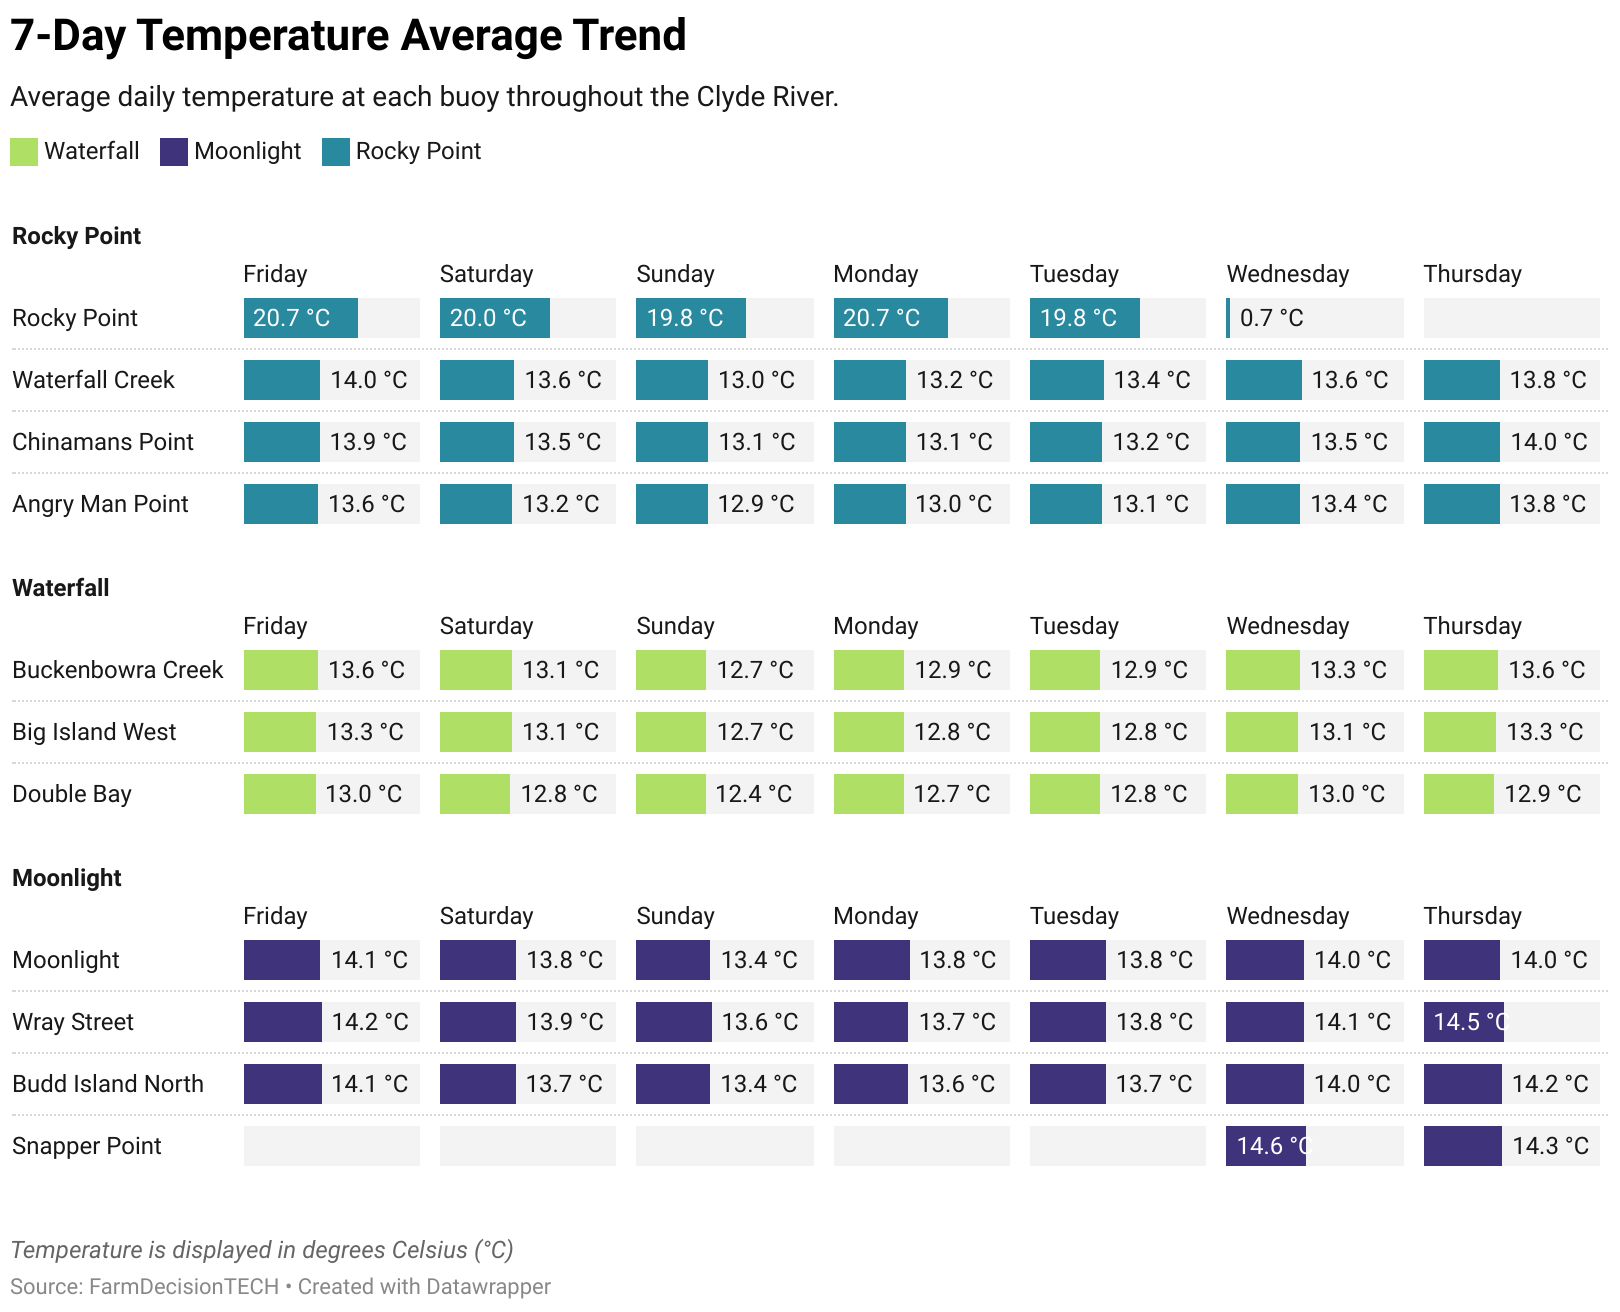 7-Day Temperature Average Trend
Average daily temperature at each buoy throughout the Clyde River.
Waterfall Moonlight Rocky Point
Rocky Point
Friday Saturday Sunday Monday Tuesday Wednesday Thursday
Rocky Point 20.7 °C 20.0 °C 19.8 °C 20.7 °C 19.8 °C 0.7 °C
Waterfall Creek 14.0 °C 13.6 °C 13.0 °C 13.2 °C 13.4 °C 13.6 °C 13.8 °C
Chinamans Point 13.9 °C 13.5 °C 13.1 °C 13.1 °C 13.2 °C 13.5 °C 14.0 °C
Angry Man Point 13.6 °C 13.2 °C 12.9 °C 13.0 °C 13.1 °C 13.4 °C 13.8 °C
Waterfall
Friday Saturday Sunday Monday Tuesday Wednesday Thursday
Buckenbowra Creek 13.6 °C 13.1 °C 12.7 °C 12.9 °C 12.9 °C 13.3 °C 13.6 °C
Big Island West 13.3 °C 13.1 °C 12.7 °C 12.8 °C 12.8 °C 13.1 °C 13.3 °C
Double Bay 13.0 °C 12.8 °C 12.4 °C 12.7 °C 12.8 °C 13.0 °C 12.9 °C
Moonlight
Friday Saturday Sunday Monday Tuesday Wednesday Thursday
Moonlight 14.1 °C 13.8 °C 13.4 °C 13.8 °C 13.8 °C 14.0 °C 14.0 °C
Wray Street 14.2 °C 13.9 °C 13.6 °C 13.7 °C 13.8 °C 14.1 °C 14.5 °C
Budd Island North 14.1 °C 13.7 °C 13.4 °C 13.6 °C 13.7 °C 14.0 °C 14.2 °C
Snapper Point 14.6 °C 14.3 °C
Temperature is displayed in degrees Celsius (°C)
Source: FarmDecisionTECH • Created with Datawrapper